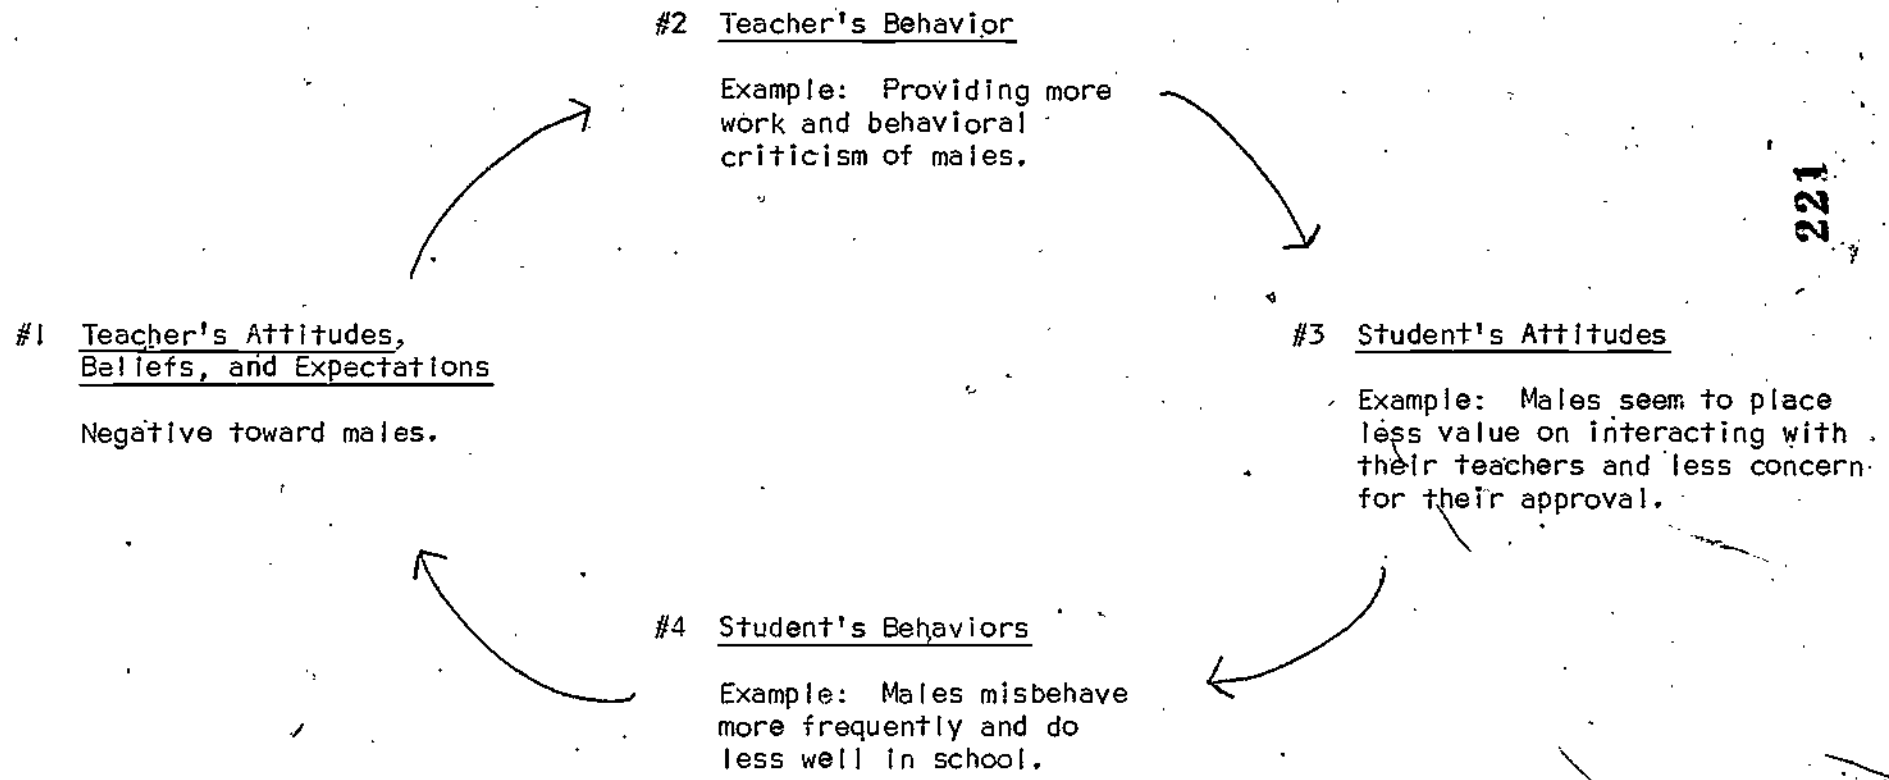 #2 Teacher's Behavior
Example: Providing more
work and behavioral
criticism of males.
221
#1 Teacher's Attitudes,
Beliefs, and Expectations
Negative toward males.
#3 Student's Attitudes
Example: Males seem to place
less value on interacting with
their teachers and less concern
for their approval.
#4 Student's Behaviors
Example: Males misbehave
more frequently and do
less well in school.